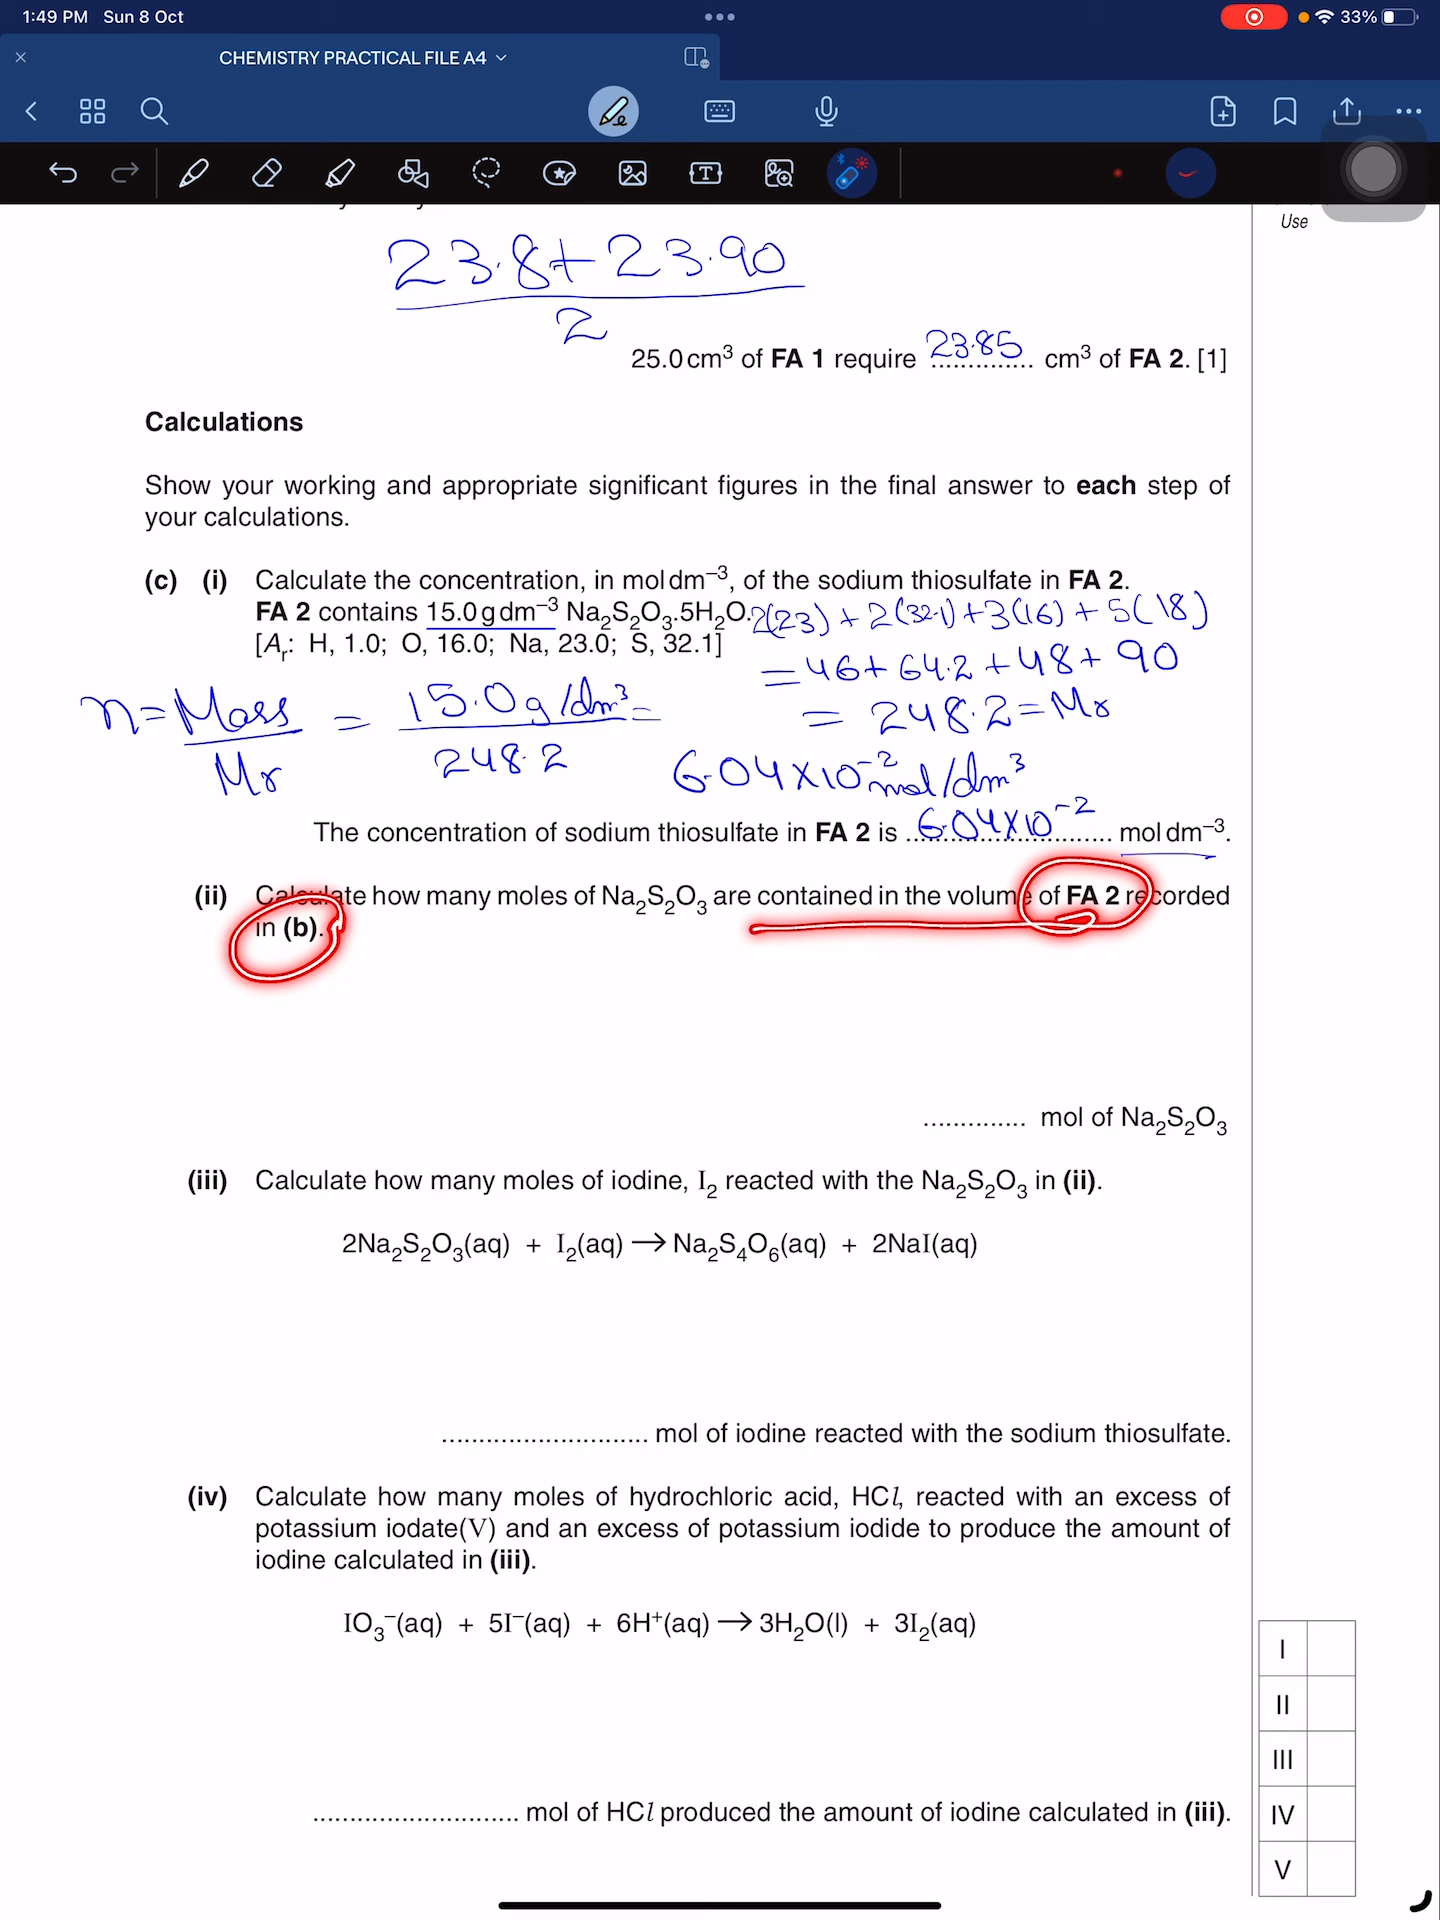 1:49 PM Sun 8 Oct
33%
CHEMISTRY PRACTICAL FILE A4
Use
23.8+23.90
2
25.0 cm³ of FA 1 require 23.85 cm³ of FA 2. [1]
Calculations
Show your working and appropriate significant figures in the final answer to each step of
your calculations.
(c) (i) Calculate the concentration, in mol dm⁻³, of the sodium thiosulfate in FA 2.
FA 2 contains 15.0 g dm⁻³ Na₂S₂O₃.5H₂O. 2(23) + 2(32.1) + 3(16) + 5(18)
[Aᵣ: H, 1.0; O, 16.0; Na, 23.0; S, 32.1]
= 46 + 64.2 + 48 + 90
n = Mass = 15.0 g/dm³ =
Mr 248.2
= 248.2 = Mr
6.04 × 10⁻² mol/dm³
The concentration of sodium thiosulfate in FA 2 is 6.04 × 10⁻² mol dm⁻³.
(ii) Calculate how many moles of Na₂S₂O₃ are contained in the volume of FA 2 recorded
in (b).
.............. mol of Na₂S₂O₃
(iii) Calculate how many moles of iodine, I₂ reacted with the Na₂S₂O₃ in (ii).
2Na₂S₂O₃(aq) + I₂(aq) → Na₂S₄O₆(aq) + 2NaI(aq)
............................ mol of iodine reacted with the sodium thiosulfate.
(iv) Calculate how many moles of hydrochloric acid, HCl, reacted with an excess of
potassium iodate(V) and an excess of potassium iodide to produce the amount of
iodine calculated in (iii).
IO₃⁻(aq) + 5I⁻(aq) + 6H⁺(aq) → 3H₂O(l) + 3I₂(aq)
............................ mol of HCl produced the amount of iodine calculated in (iii).
I
II
III
IV
V